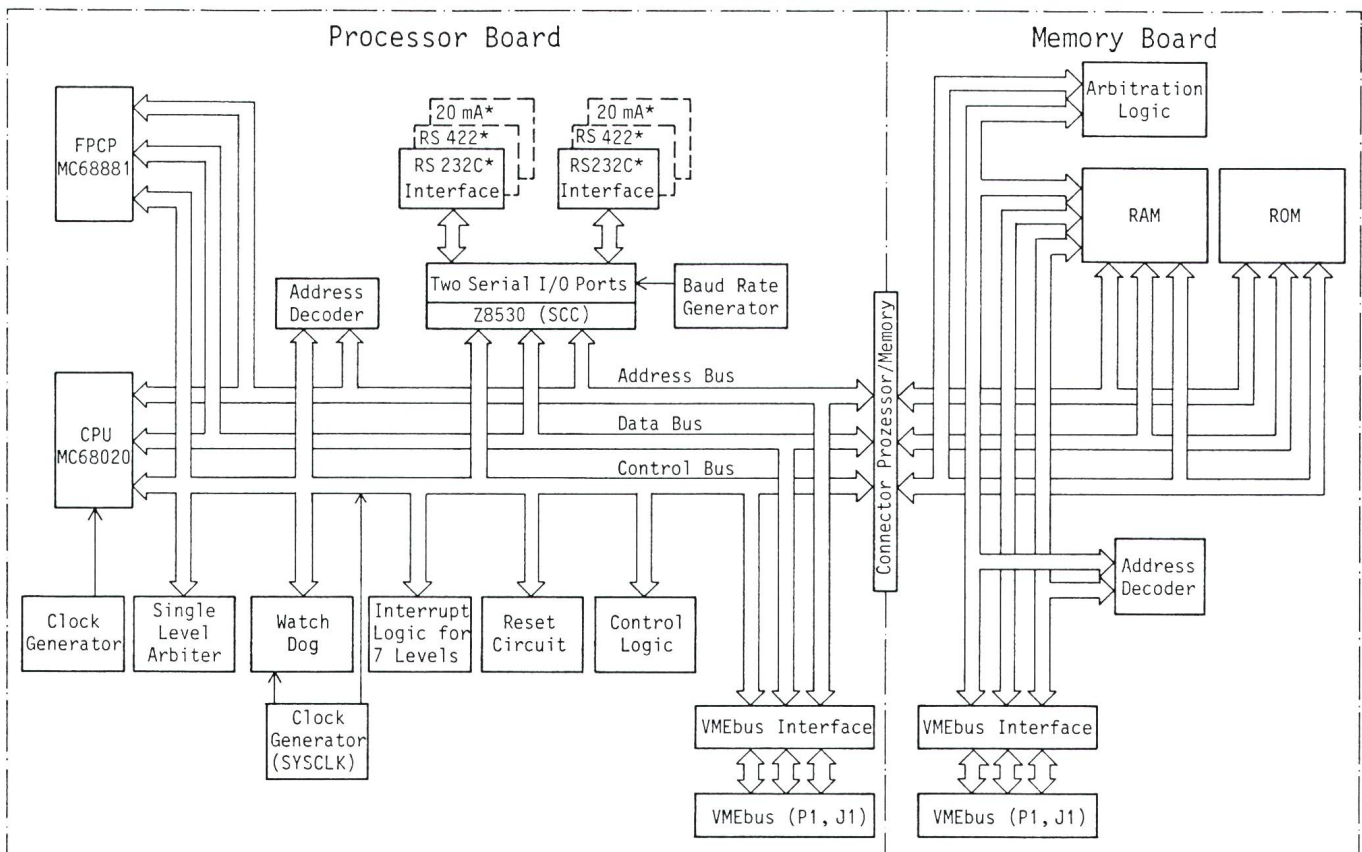 Processor Board
Memory Board
FPCP
MC68881
20 mA*
RS 422*
RS 232C*
Interface
20 mA*
RS 422*
RS232C*
Interface
Arbitration
Logic
RAM
ROM
Address
Decoder
Two Serial I/O Ports
Z8530 (SCC)
Baud Rate
Generator
CPU
MC68020
Address Bus
Data Bus
Control Bus
Connector Prozessor/Memory
Clock
Generator
Single
Level
Arbiter
Watch
Dog
Interrupt
Logic for
7 Levels
Reset
Circuit
Control
Logic
Address
Decoder
Clock
Generator
(SYSCLK)
VMEbus Interface
VMEbus (P1, J1)
VMEbus Interface
VMEbus (P1, J1)